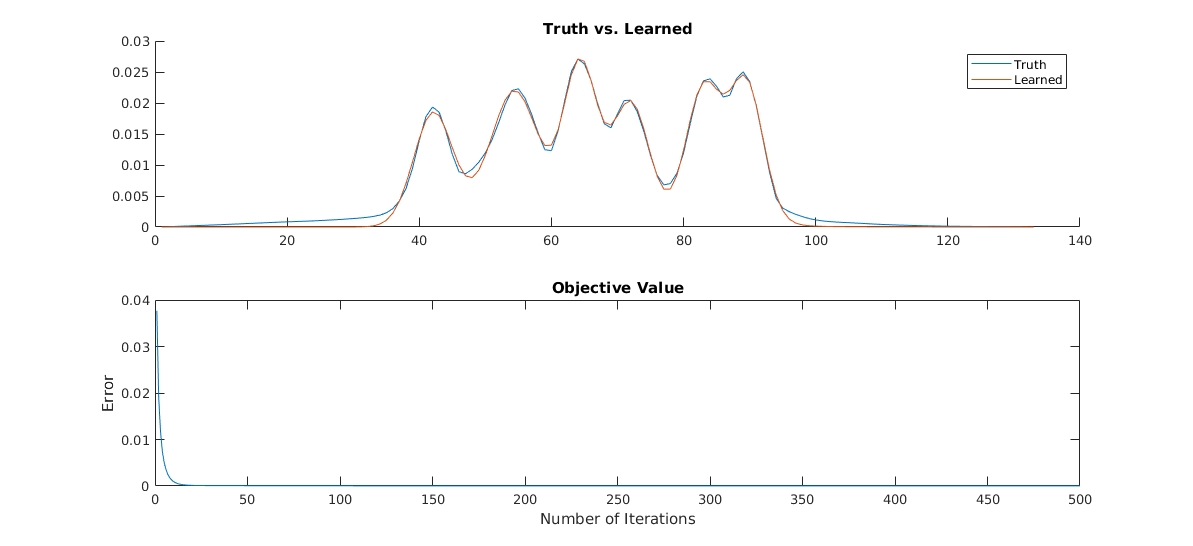 Truth vs. Learned
0.03
0.025
0.02
0.015
0.01
0.005
0
Truth
Learned
0 20 40 60 80 100 120 140
Objective Value
0.04
0.03
0.02
0.01
0
Error
0 50 100 150 200 250 300 350 400 450 500
Number of Iterations